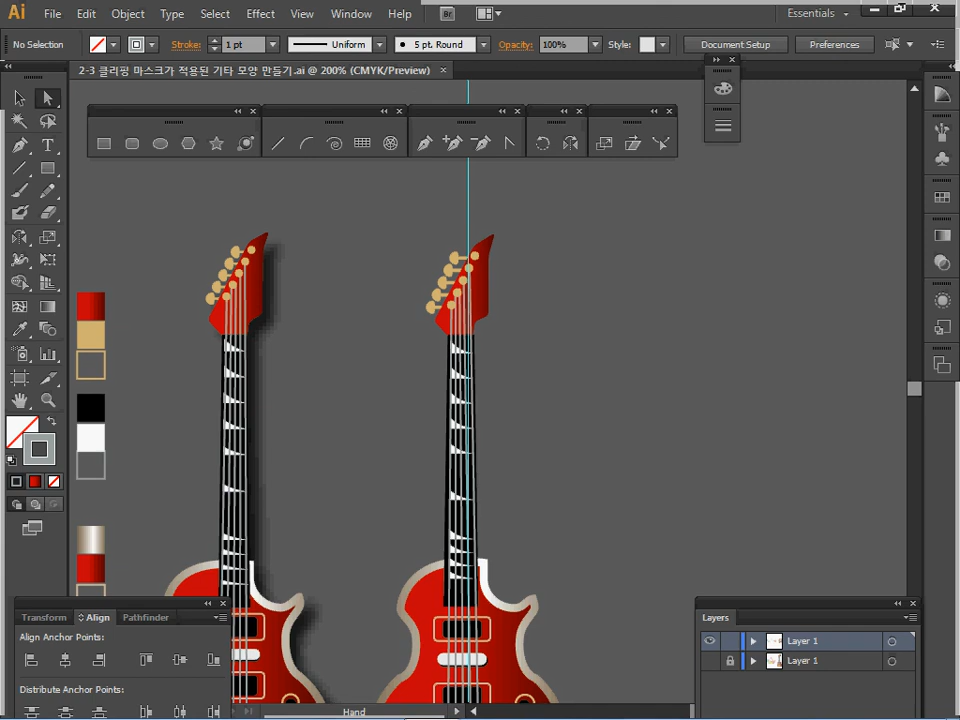 Ai File Edit Object Type Select Effect View Window Help Br Essentials
No Selection Stroke: 1 pt Uniform 5 pt. Round Opacity: 100% Style: Document Setup Preferences
2-3 클리핑 마스크가 적용된 기타 모양 만들기.ai @ 200% (CMYK/Preview)
T
Transform Align Pathfinder
Align Anchor Points:
Distribute Anchor Points:
Layers
Layer 1
Layer 1
Hand